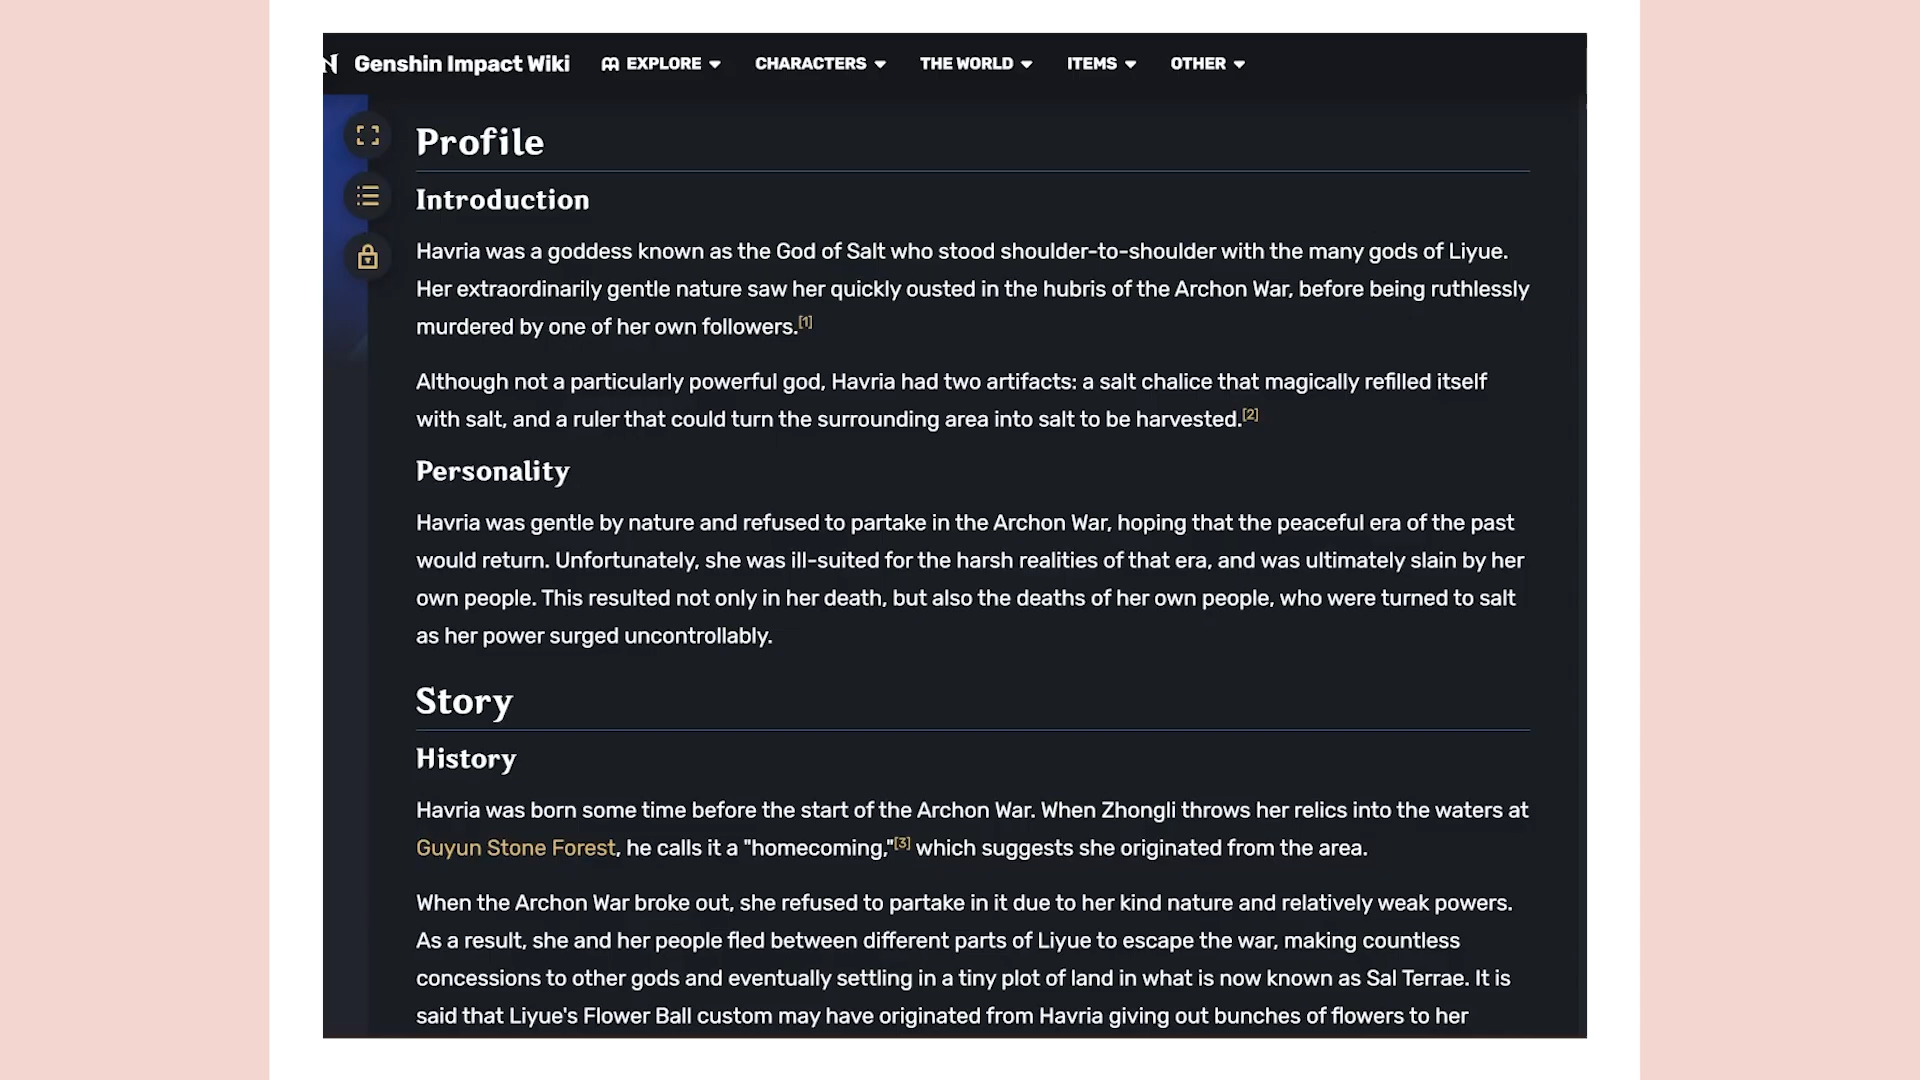 Genshin Impact Wiki EXPLORE CHARACTERS THE WORLD ITEMS OTHER
Profile
Introduction
Havria was a goddess known as the God of Salt who stood shoulder-to-shoulder with the many gods of Liyue.
Her extraordinarily gentle nature saw her quickly ousted in the hubris of the Archon War, before being ruthlessly
murdered by one of her own followers.[1]
Although not a particularly powerful god, Havria had two artifacts: a salt chalice that magically refilled itself
with salt, and a ruler that could turn the surrounding area into salt to be harvested.[2]
Personality
Havria was gentle by nature and refused to partake in the Archon War, hoping that the peaceful era of the past
would return. Unfortunately, she was ill-suited for the harsh realities of that era, and was ultimately slain by her
own people. This resulted not only in her death, but also the deaths of her own people, who were turned to salt
as her power surged uncontrollably.
Story
History
Havria was born some time before the start of the Archon War. When Zhongli throws her relics into the waters at
Guyun Stone Forest, he calls it a "homecoming,"[3] which suggests she originated from the area.
When the Archon War broke out, she refused to partake in it due to her kind nature and relatively weak powers.
As a result, she and her people fled between different parts of Liyue to escape the war, making countless
concessions to other gods and eventually settling in a tiny plot of land in what is now known as Sal Terrae. It is
said that Liyue's Flower Ball custom may have originated from Havria giving out bunches of flowers to her